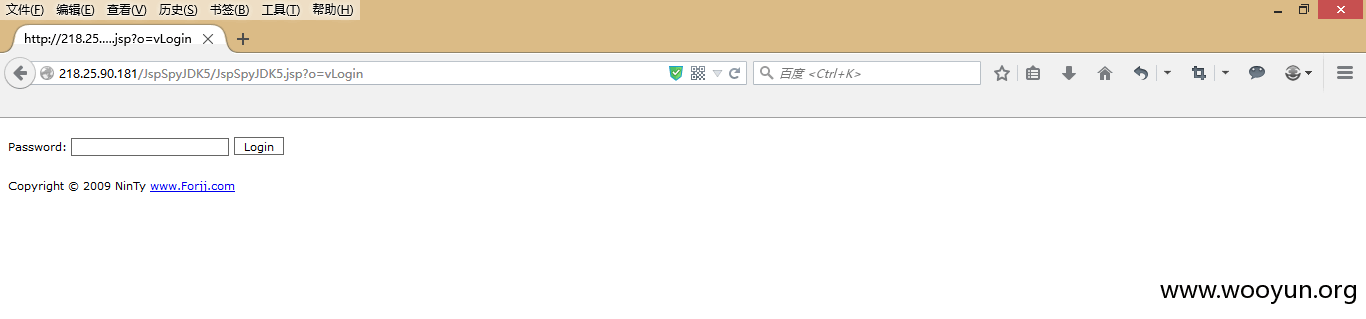 文件(F) 编辑(E) 查看(V) 历史(S) 书签(B) 工具(T) 帮助(H)
http://218.25.....jsp?o=vLogin
218.25.90.181/JspSpyJDK5/JspSpyJDK5.jsp?o=vLogin 百度 <Ctrl+K>
Password: Login
Copyright © 2009 NinTy www.Forjj.com
www.wooyun.org